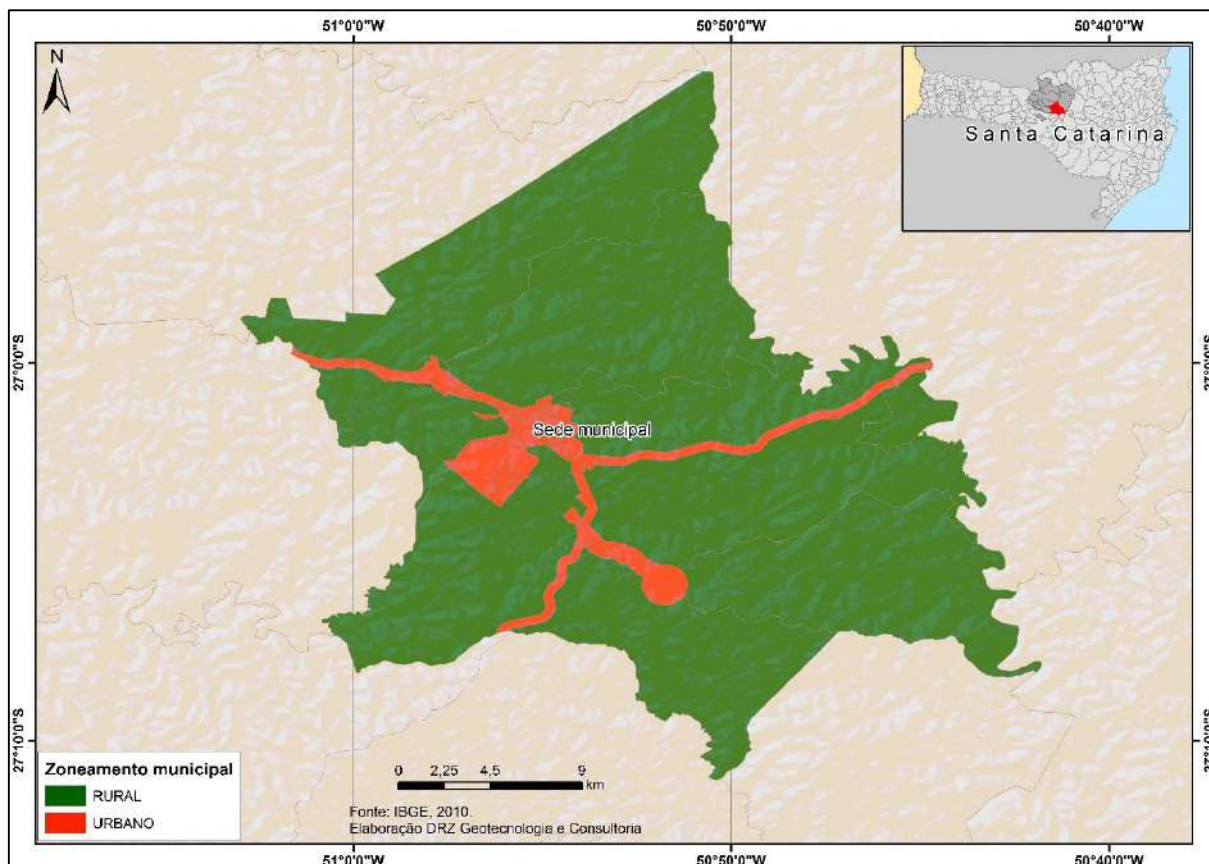 51°0'0"W 50°50'0"W 50°40'0"W
N
Santa Catarina
27°0'0"S 27°0'0"S
Sede municipal
27°10'0"S 27°10'0"S
Zoneamento municipal
RURAL
URBANO
0 2,25 4,5 9
km
Fonte: IBGE, 2010.
Elaboração DRZ Geotecnologia e Consultoria
51°0'0"W 50°50'0"W 50°40'0"W